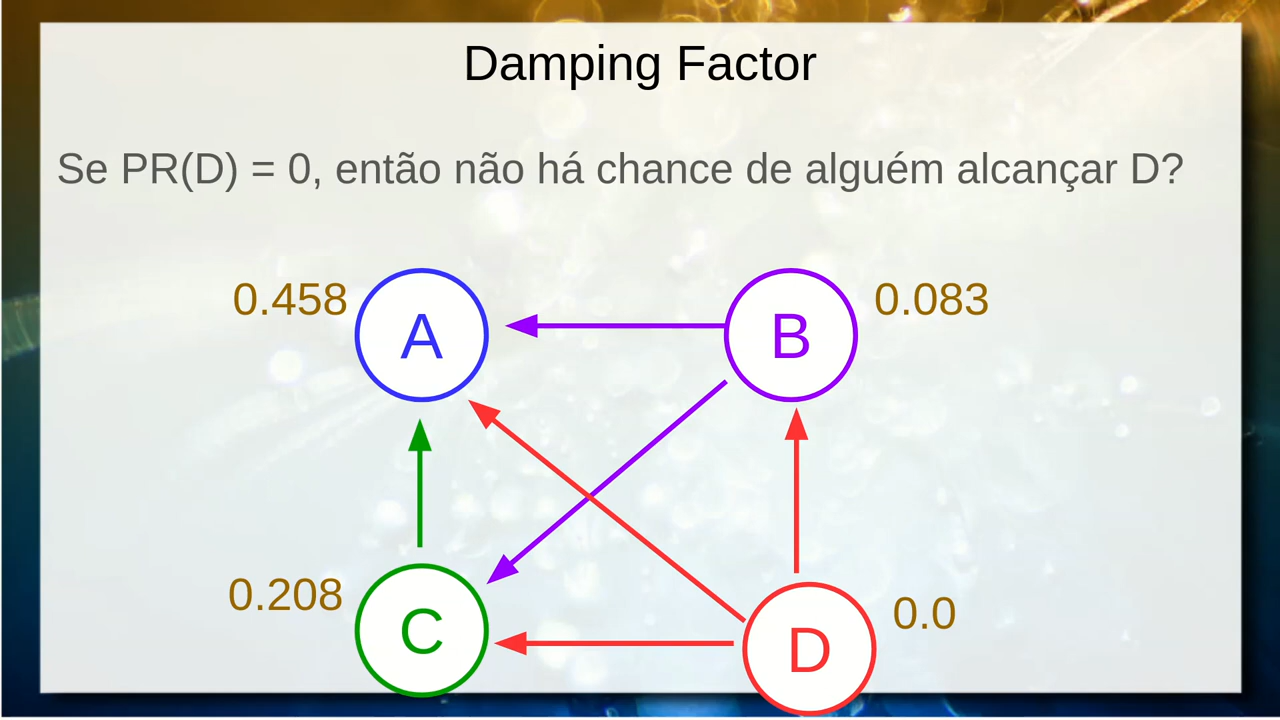 Damping Factor
Se PR(D) = 0, então não há chance de alguém alcançar D?
0.458
A
B
0.083
0.208
C
D
0.0